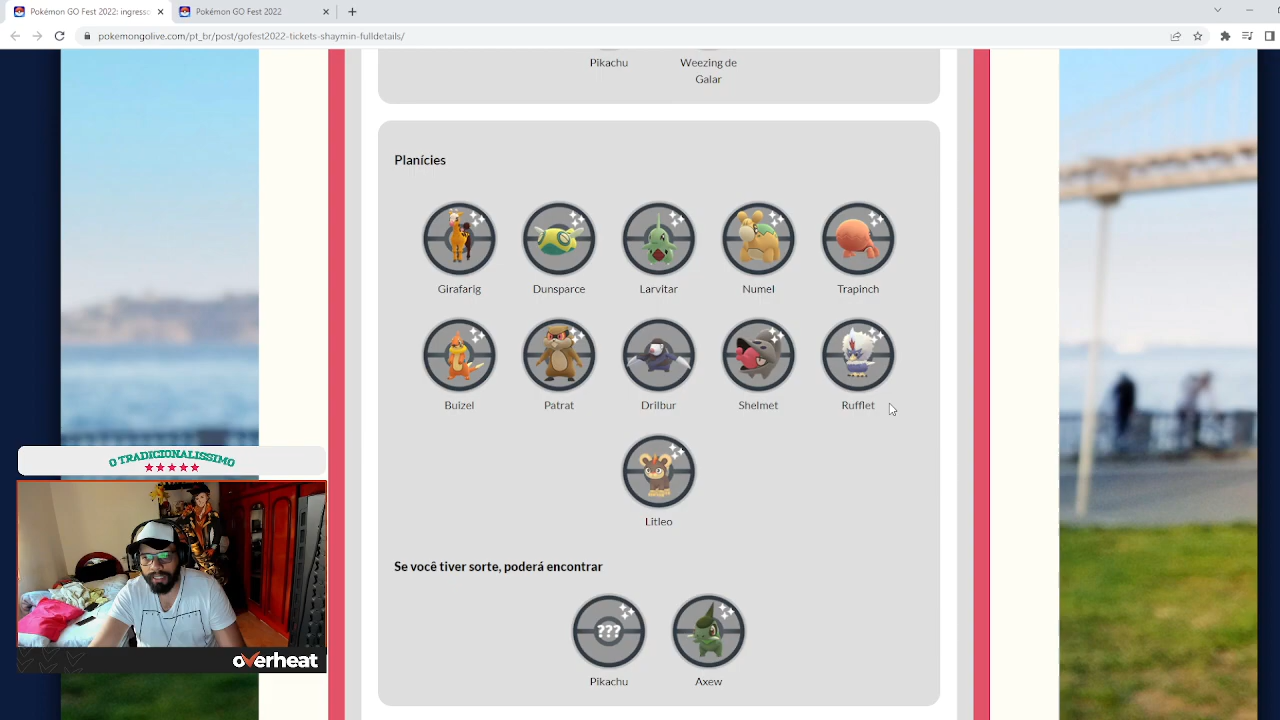 Pokémon GO Fest 2022: ingresso
Pokémon GO Fest 2022
pokemongolive.com/pt_br/post/gofest2022-tickets-shaymin-fulldetails/
Pikachu
Weezing de
Galar
Planícies
Girafarig
Dunsparce
Larvitar
Numel
Trapinch
Buizel
Patrat
Drilbur
Shelmet
Rufflet
Litleo
Se você tiver sorte, poderá encontrar
???
Pikachu
Axew
O TRADICIONALISSIMO
overheat